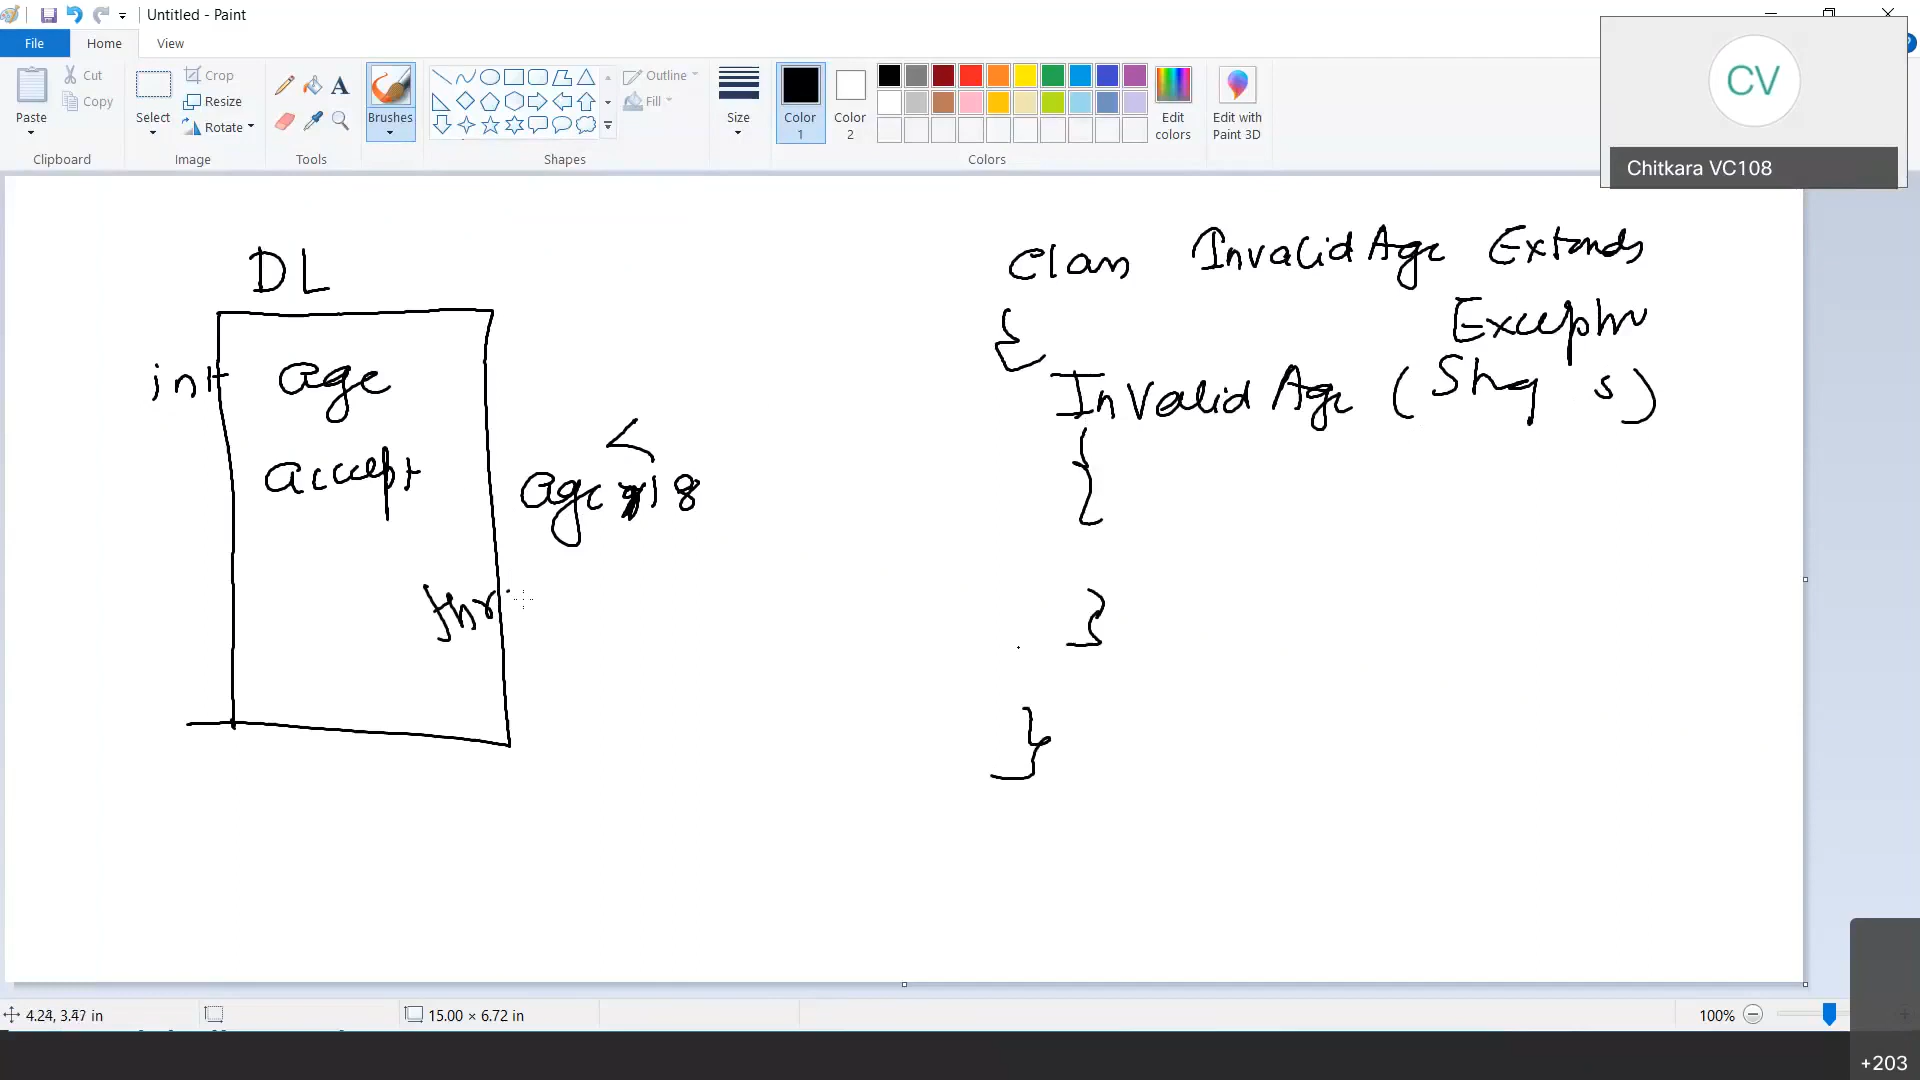 Untitled - Paint
File Home View
Paste
Cut
Copy
Clipboard
Select
Crop
Resize
Rotate
Image
Tools
Brushes
Shapes
Outline
Fill
Size
Color 1
Color 2
Colors
Edit colors
Edit with Paint 3D
CV
Chitkara VC108
DL
int age
accept
<
age 18
thr
class InvalidAge Extends
Exception
{
InValid Age (String s)
{
}
}
4.24, 3.47 in
15.00 × 6.72 in
100%
+203